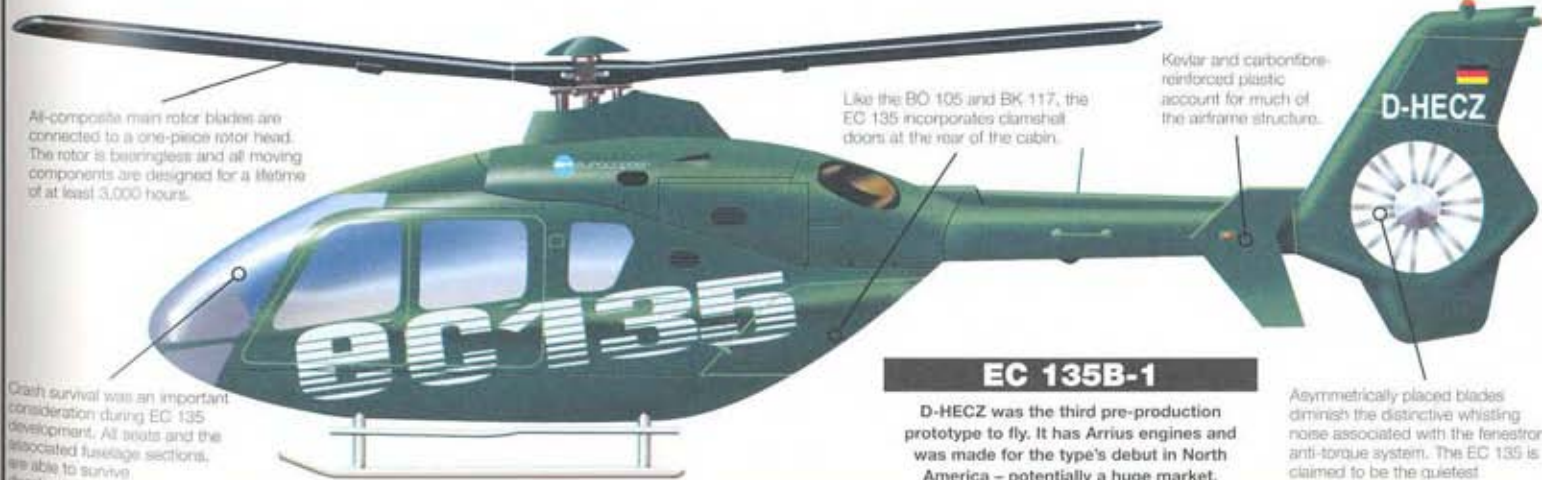 All-composite main rotor blades are
connected to a one-piece rotor head.
The rotor is bearingless and all moving
components are designed for a lifetime
of at least 3,000 hours.
Like the BO 105 and BK 117, the
EC 135 incorporates clamshell
doors at the rear of the cabin.
Kevlar and carbonfibre-
reinforced plastic
account for much of
the airframe structure.
D-HECZ
eurocopter
ec135
Crash survival was an important
consideration during EC 135
development. All seats and the
associated fuselage sections,
are able to survive
EC 135B-1
D-HECZ was the third pre-production
prototype to fly. It has Arrius engines and
was made for the type's debut in North
America – potentially a huge market.
Asymmetrically placed blades
diminish the distinctive whistling
noise associated with the fenestron
anti-torque system. The EC 135 is
claimed to be the quietest